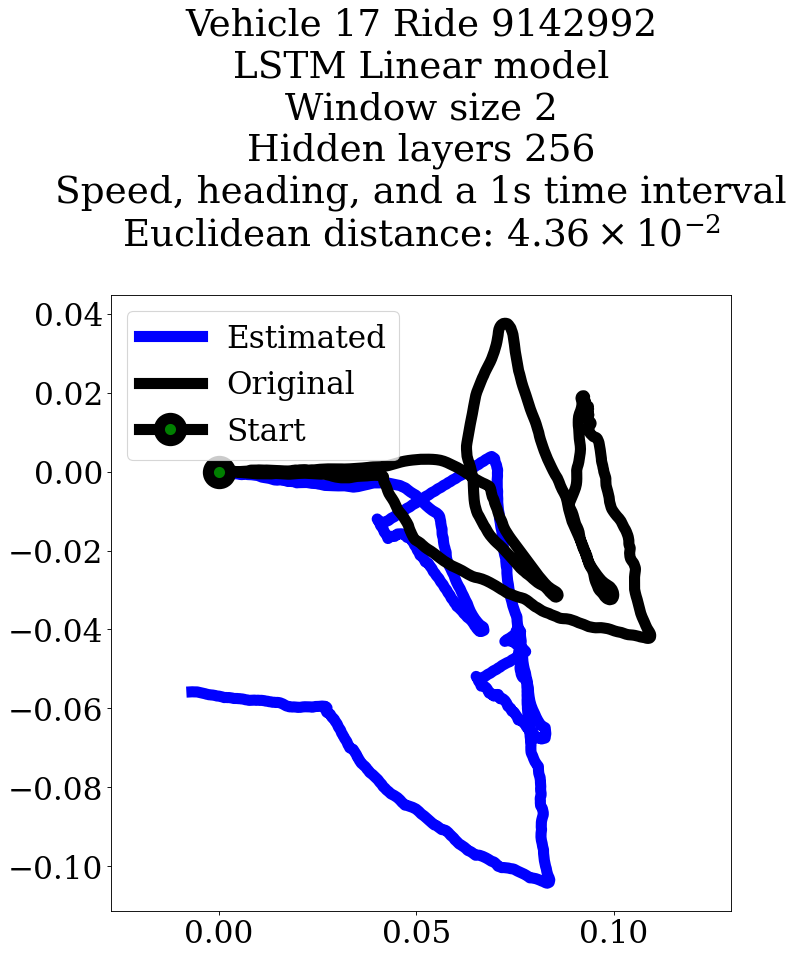 Vehicle 17 Ride 9142992
LSTM Linear model
Window size 2
Hidden layers 256
Speed, heading, and a 1s time interval
Euclidean distance: 4.36 × 10⁻²
Estimated
Original
Start
0.04
0.02
0.00
−0.02
−0.04
−0.06
−0.08
−0.10
0.00 0.05 0.10